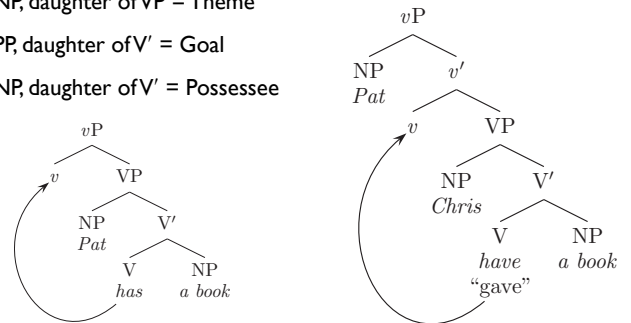 NP, daughter of VP = Theme
PP, daughter of V′ = Goal
NP, daughter of V′ = Possessee
vP
v VP
NP V′
Pat
V NP
has a book
vP
NP v′
Pat
v VP
NP V′
Chris
V NP
have a book
“gave”